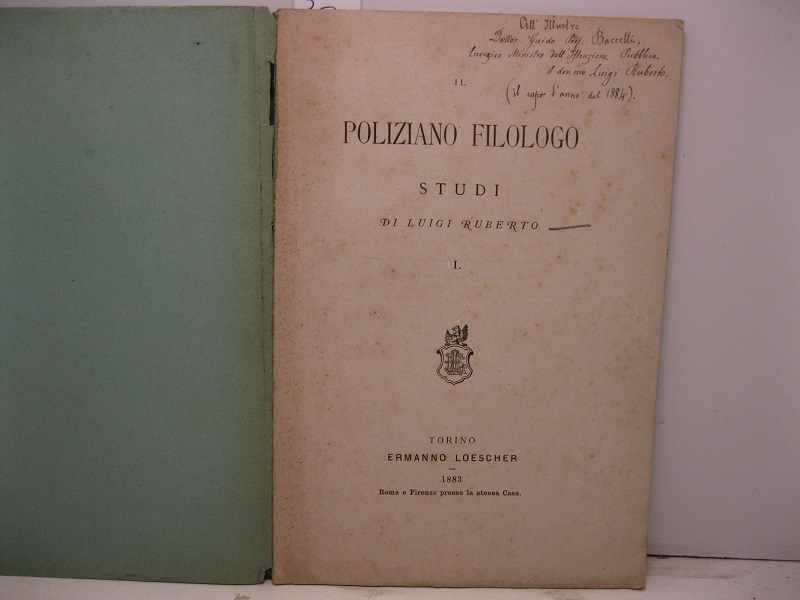 All' Illustre
Dottor Guido Prof. Baccelli,
Energico Ministro dell'Istruzione Pubblica,
il dev.mo Luigi Ruberto.
(il capo d'anno del 1884).
IL
POLIZIANO FILOLOGO
STUDI
DI LUIGI RUBERTO
I.
TORINO
ERMANNO LOESCHER
1883
Roma e Firenze presso la stessa Casa.